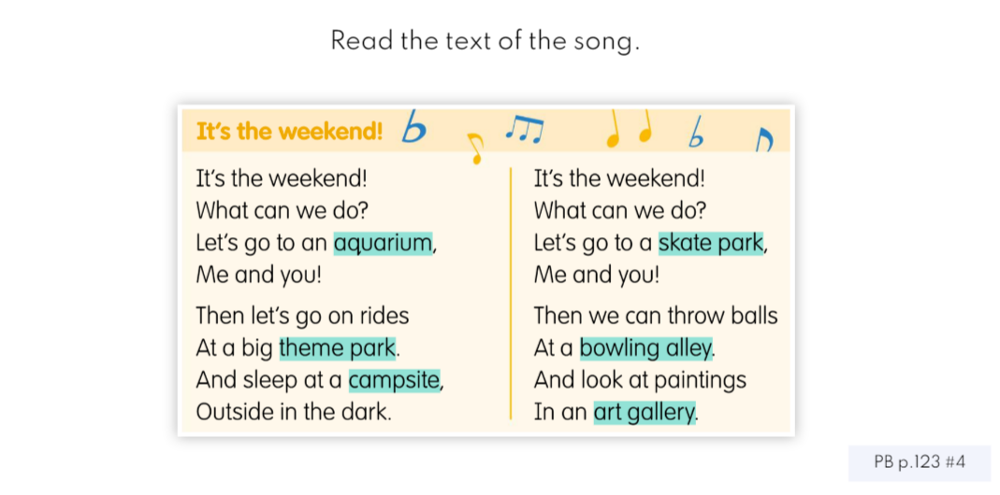 Read the text of the song.
It's the weekend!
It's the weekend!
What can we do?
Let's go to an aquarium,
Me and you!
Then let's go on rides
At a big theme park.
And sleep at a campsite,
Outside in the dark.
It's the weekend!
What can we do?
Let's go to a skate park,
Me and you!
Then we can throw balls
At a bowling alley.
And look at paintings
In an art gallery.
PB p.123 #4